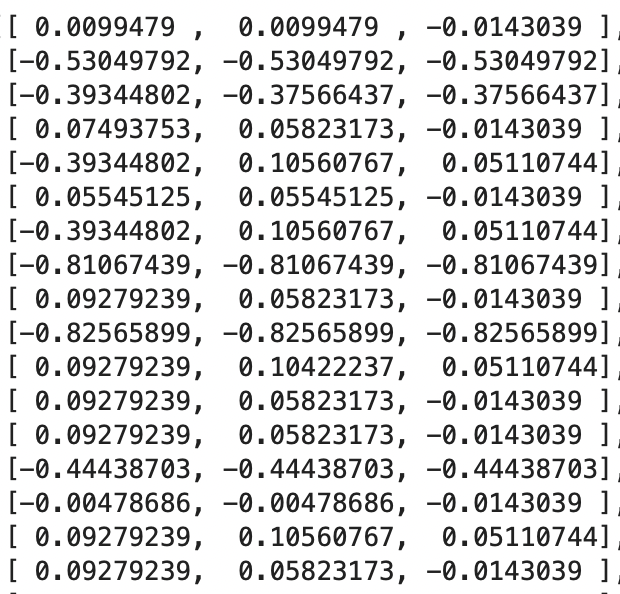 [[ 0.0099479 ,  0.0099479 , -0.0143039 ],
[-0.53049792, -0.53049792, -0.53049792],
[-0.39344802, -0.37566437, -0.37566437],
[ 0.07493753,  0.05823173, -0.0143039 ],
[-0.39344802,  0.10560767,  0.05110744],
[ 0.05545125,  0.05545125, -0.0143039 ],
[-0.39344802,  0.10560767,  0.05110744],
[-0.81067439, -0.81067439, -0.81067439],
[ 0.09279239,  0.05823173, -0.0143039 ],
[-0.82565899, -0.82565899, -0.82565899],
[ 0.09279239,  0.10422237,  0.05110744],
[ 0.09279239,  0.05823173, -0.0143039 ],
[ 0.09279239,  0.05823173, -0.0143039 ],
[-0.44438703, -0.44438703, -0.44438703],
[-0.00478686, -0.00478686, -0.0143039 ],
[ 0.09279239,  0.10560767,  0.05110744],
[ 0.09279239,  0.05823173, -0.0143039 ],